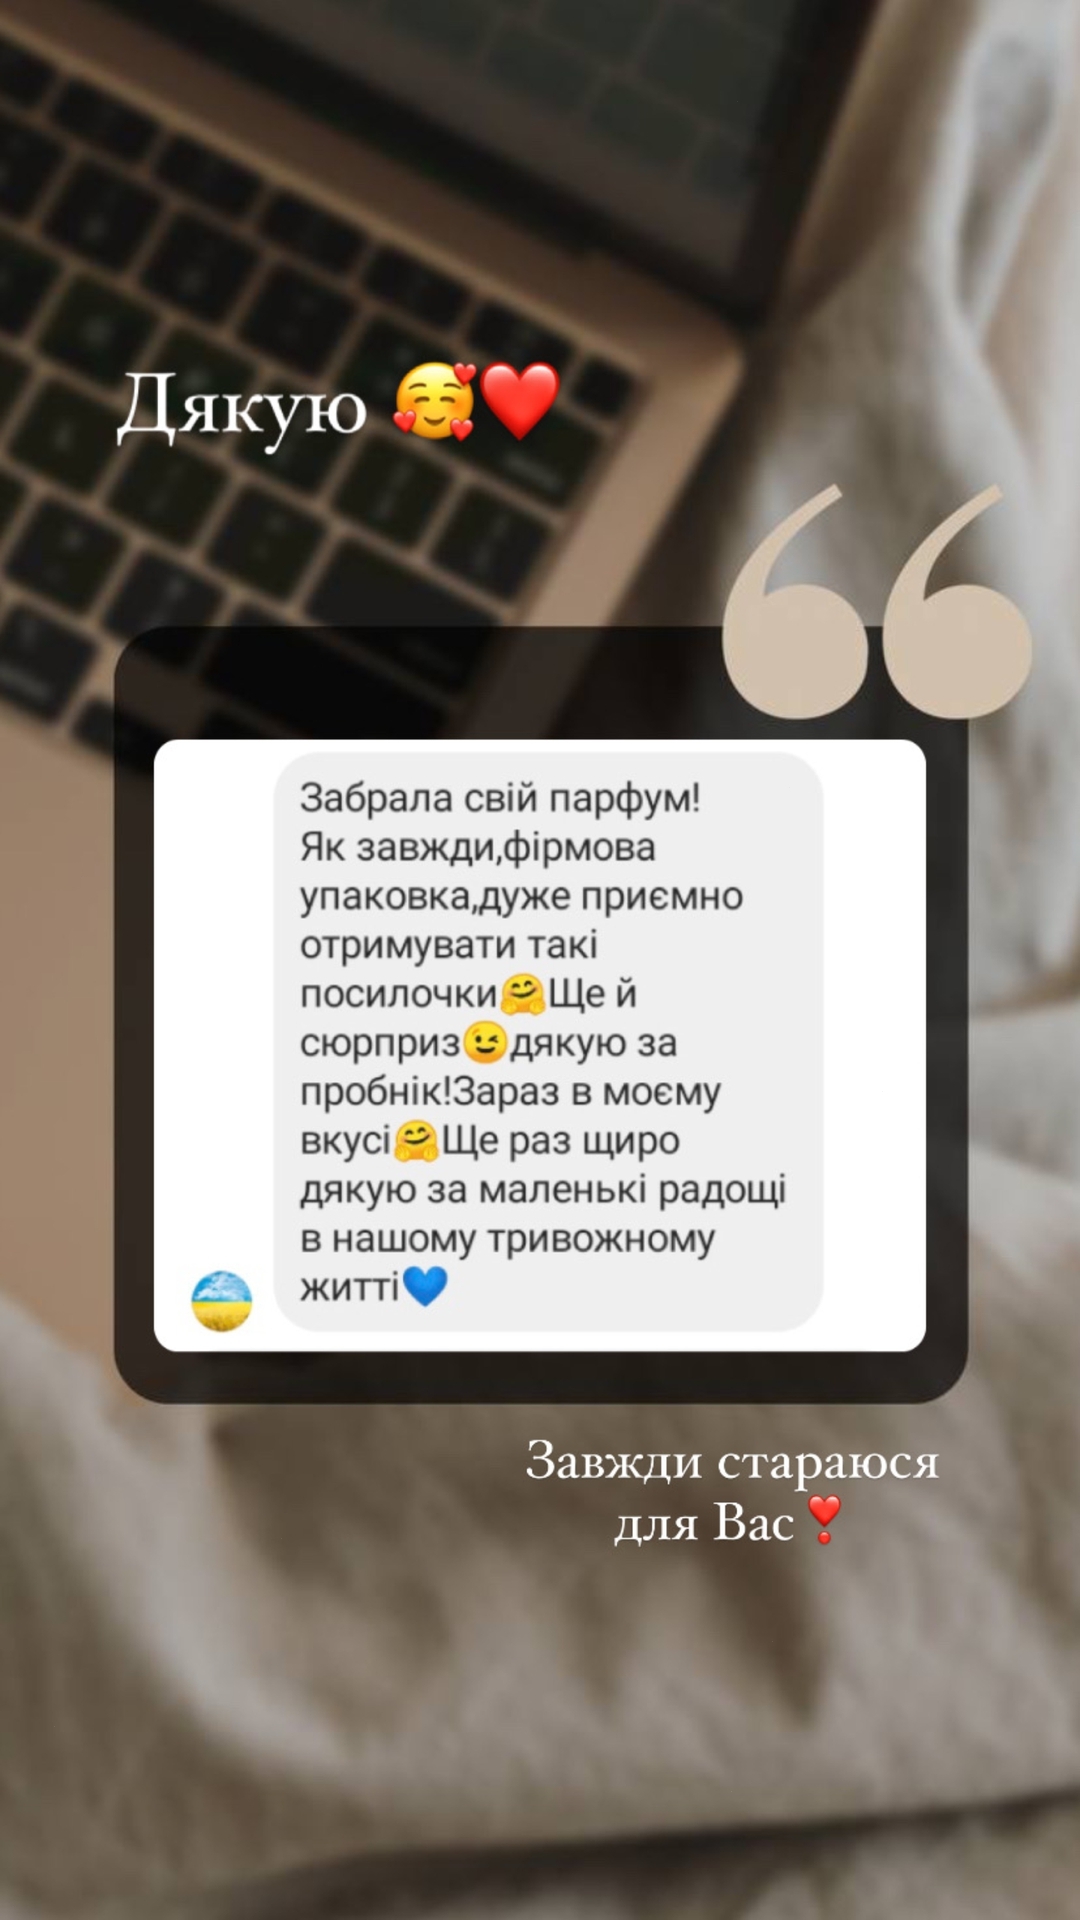 Дякую 🥰❤️
Забрала свій парфум!
Як завжди,фірмова
упаковка,дуже приємно
отримувати такі
посилочки🤗Ще й
сюрприз😉дякую за
пробнік!Зараз в моєму
вкусі🤗Ще раз щиро
дякую за маленькі радощі
в нашому тривожному
житті💙
Завжди стараюся
для Вас❣️